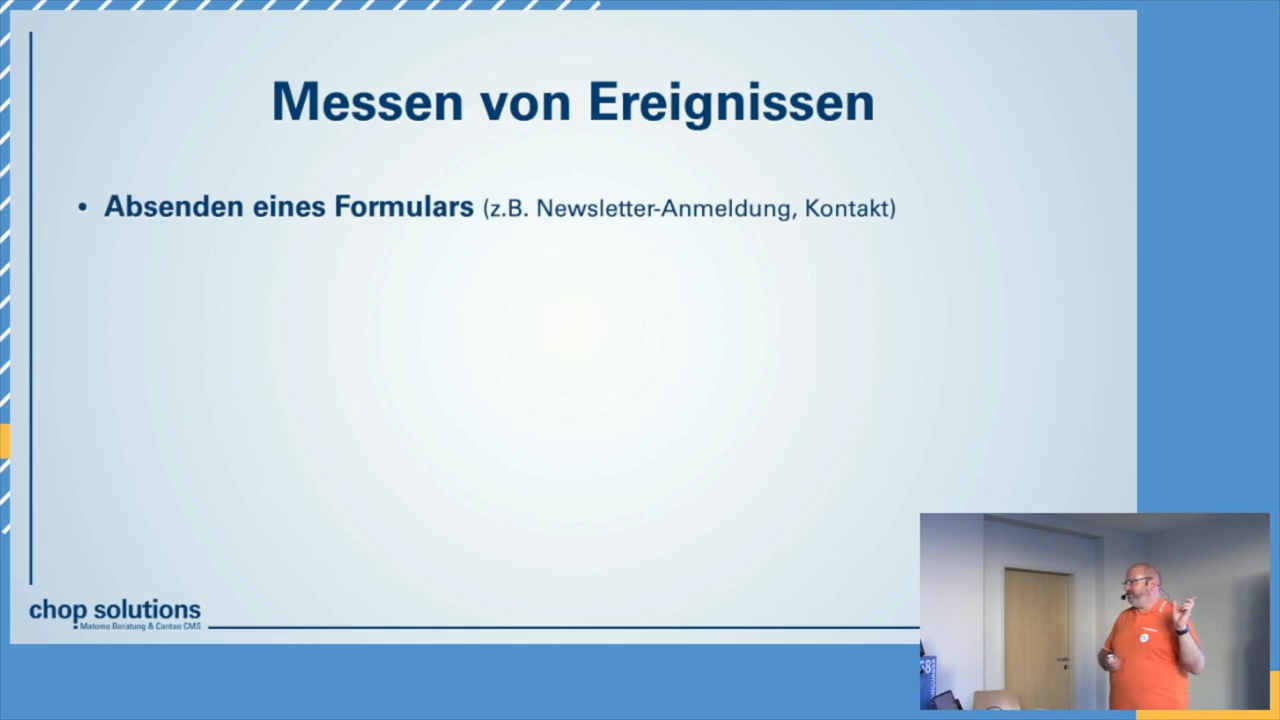 Messen von Ereignissen
• Absenden eines Formulars (z.B. Newsletter-Anmeldung, Kontakt)
chop solutions
Matomo Beratung & Contao CMS